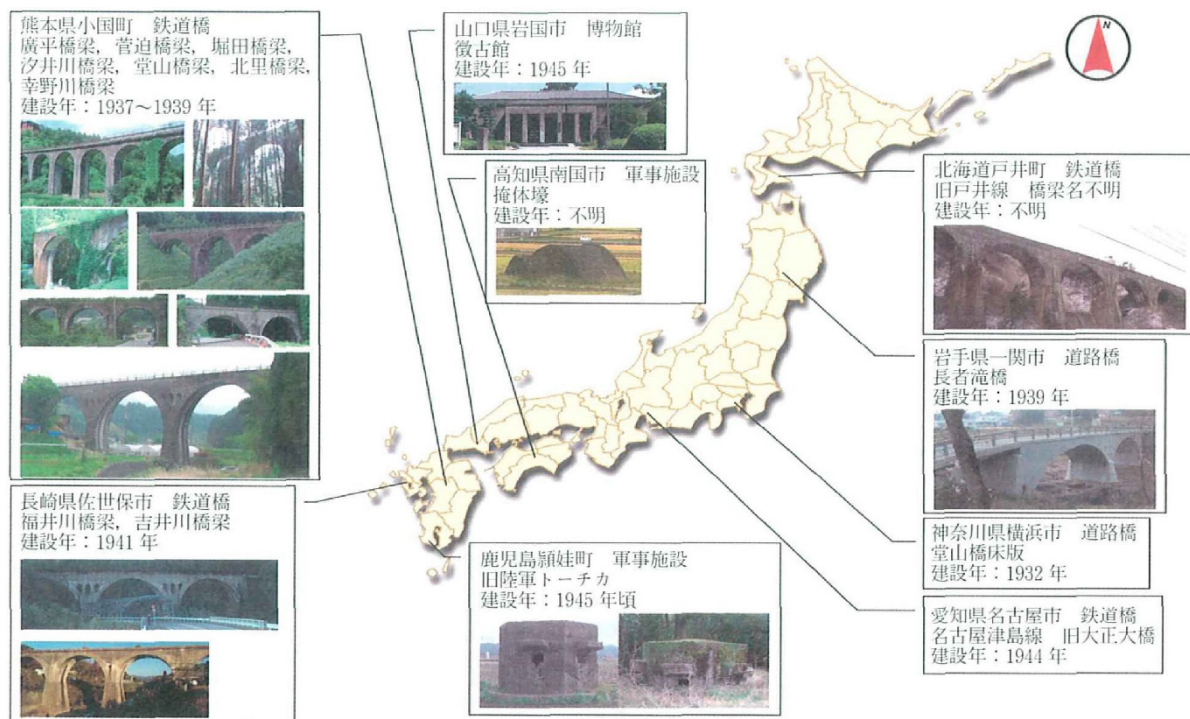 熊本県小国町　鉄道橋
廣平橋梁，菅迫橋梁，堀田橋梁，
汐井川橋梁，堂山橋梁，北里橋梁，
幸野川橋梁
建設年：1937～1939 年
山口県岩国市　博物館
徴古館
建設年：1945 年
高知県南国市　軍事施設
掩体壕
建設年：不明
N
北海道戸井町　鉄道橋
旧戸井線　橋梁名不明
建設年：不明
岩手県一関市　道路橋
長者滝橋
建設年：1939 年
神奈川県横浜市　道路橋
堂山橋床版
建設年：1932 年
愛知県名古屋市　鉄道橋
名古屋津島線　旧大正大橋
建設年：1944 年
長崎県佐世保市　鉄道橋
福井川橋梁，吉井川橋梁
建設年：1941 年
鹿児島頴娃町　軍事施設
旧陸軍トーチカ
建設年：1945 年頃